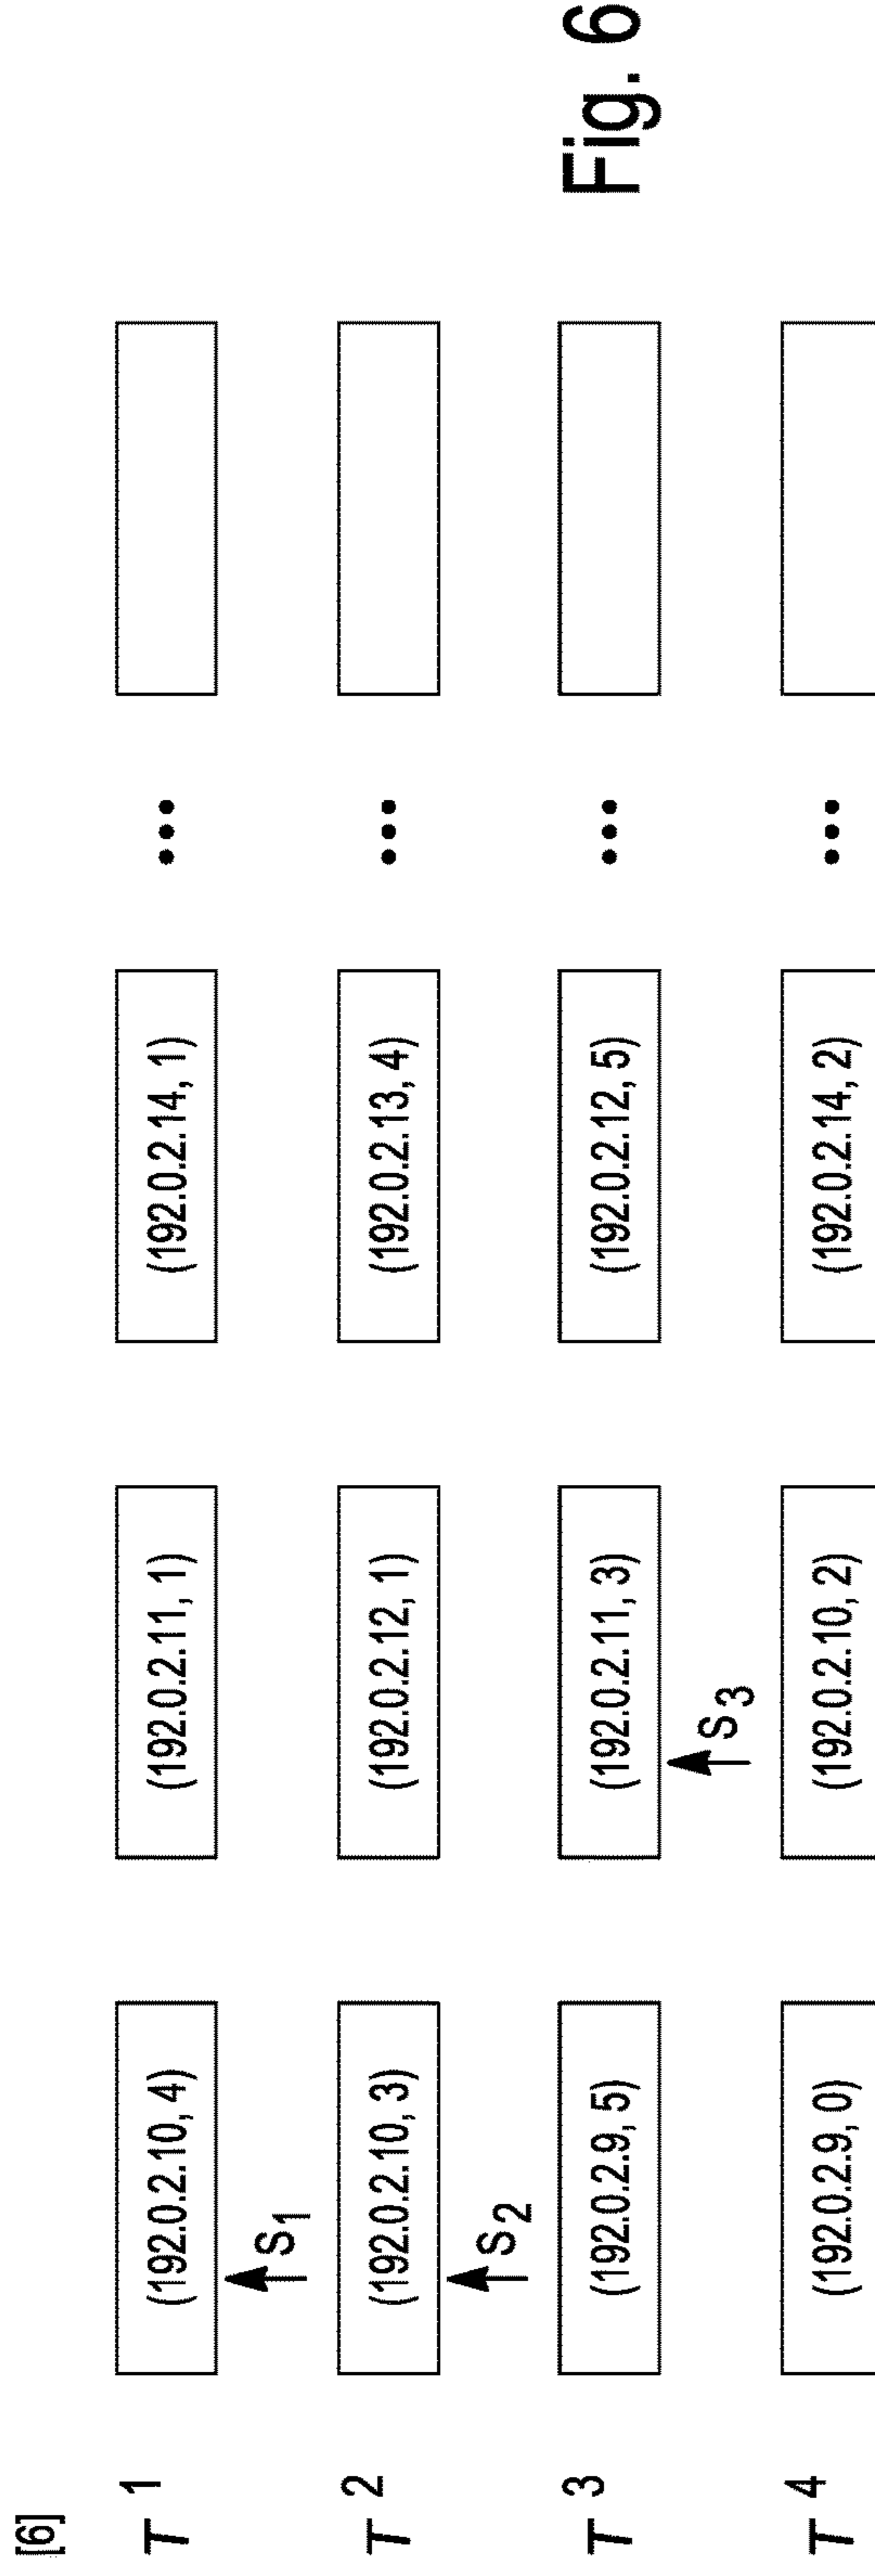 [6]
T 1 (192.0.2.10, 4) (192.0.2.11, 1) (192.0.2.14, 1) •••
S1
T 2 (192.0.2.10, 3) (192.0.2.12, 1) (192.0.2.13, 4) •••
S2
T 3 (192.0.2.9, 5) (192.0.2.11, 3) (192.0.2.12, 5) •••
S3
T 4 (192.0.2.9, 0) (192.0.2.10, 2) (192.0.2.14, 2) •••
Fig. 6